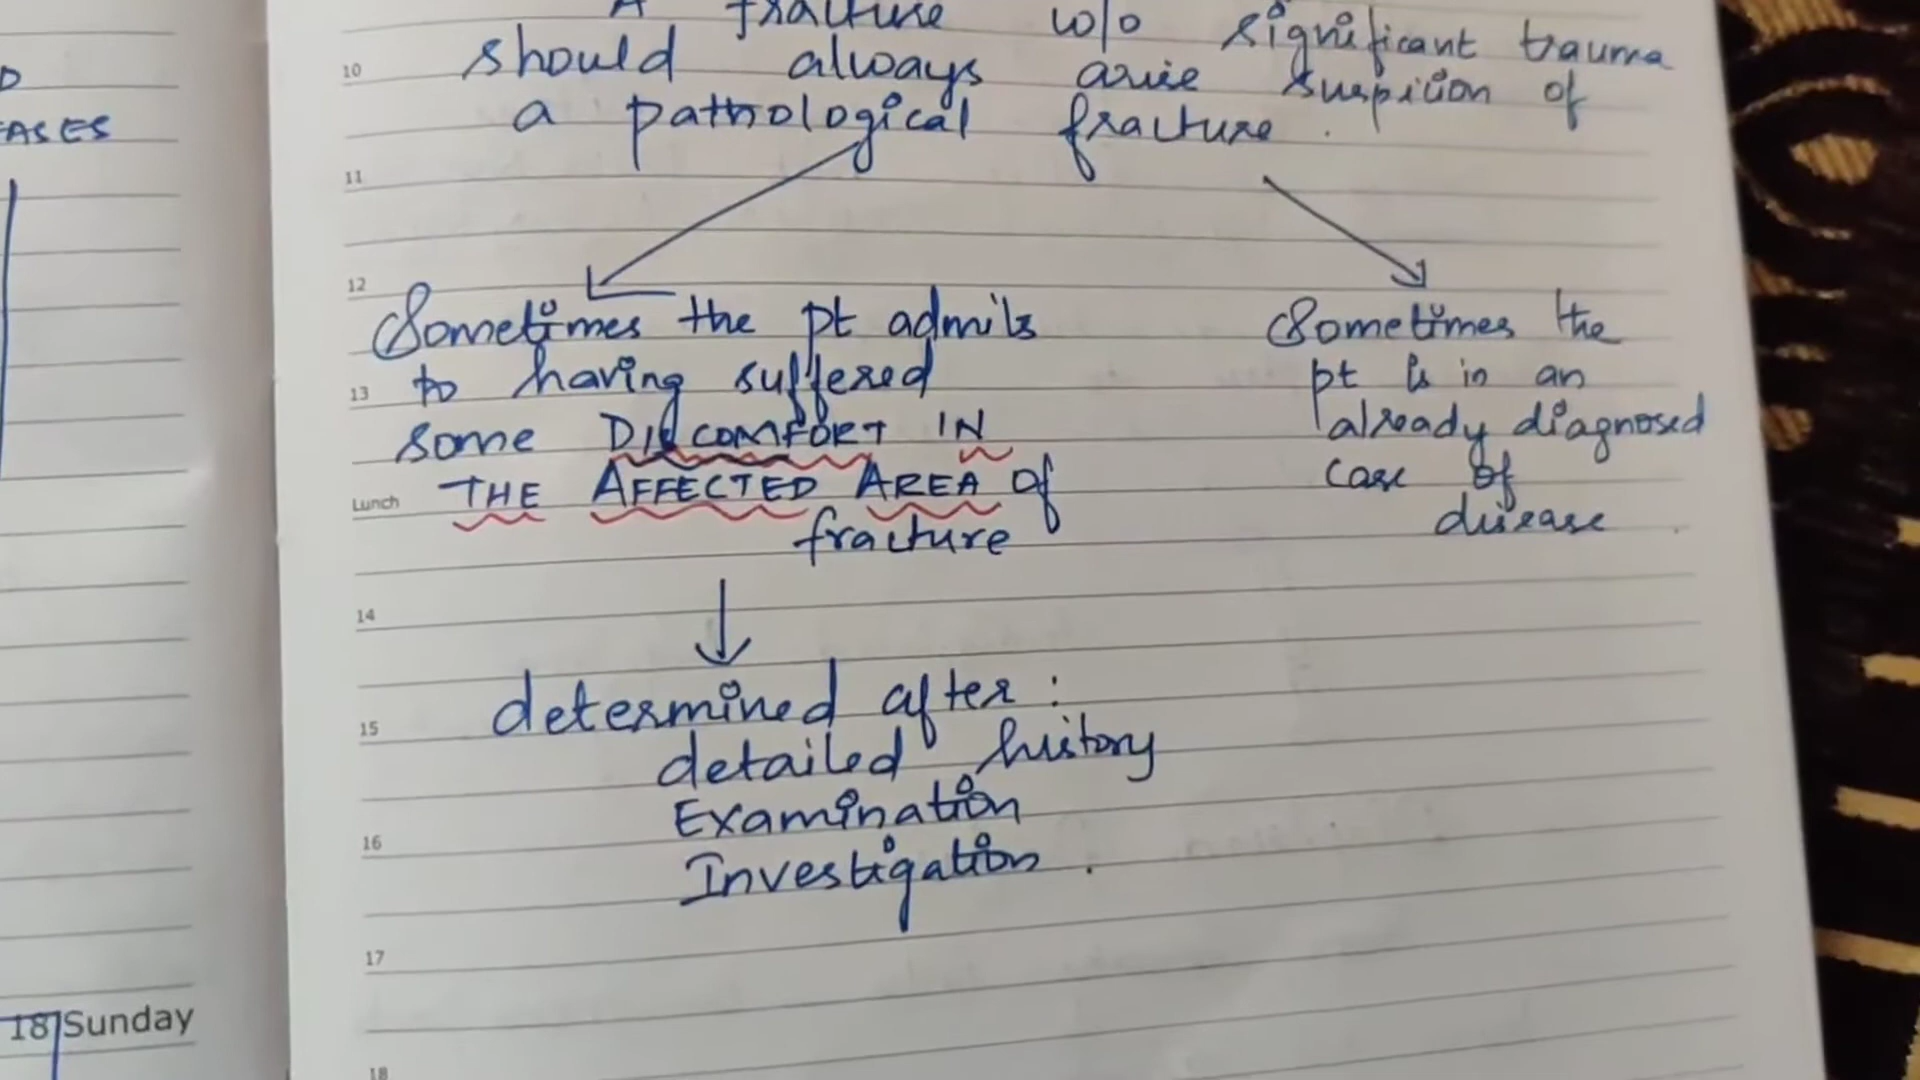 D
EASES
18 Sunday
A fracture w/o significant trauma
10 should always arise suspicion of
a pathological fracture.
11
12
Sometimes the pt admits
13 to having suffered
some DISCOMFORT IN
Lunch THE AFFECTED AREA of
fracture
Sometimes the
pt is in an
already diagnosed
case of
disease
14
determined after :
15
detailed history
Examination
16
Investigation .
17
18